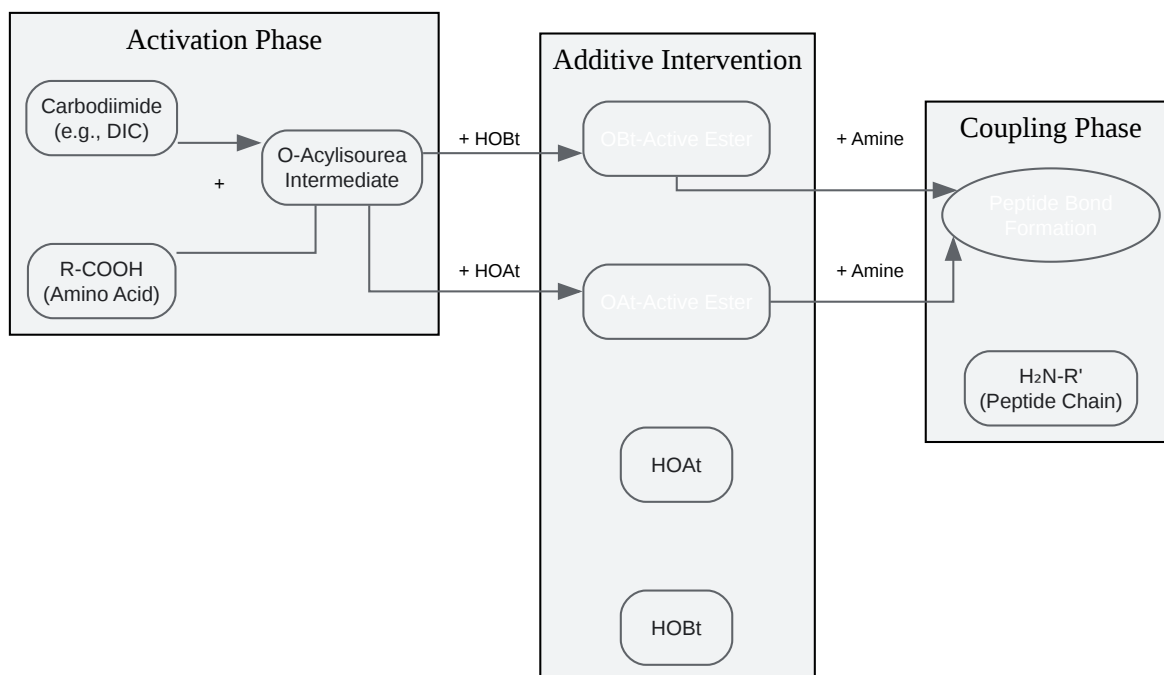 Activation Phase
Carbodiimide
(e.g., DIC)
+
R-COOH
(Amino Acid)
O-Acylisourea
Intermediate
+ HOBt
+ HOAt
Additive Intervention
OBt-Active Ester
OAt-Active Ester
HOAt
HOBt
+ Amine
+ Amine
Coupling Phase
Peptide Bond
Formation
H₂N-R'
(Peptide Chain)